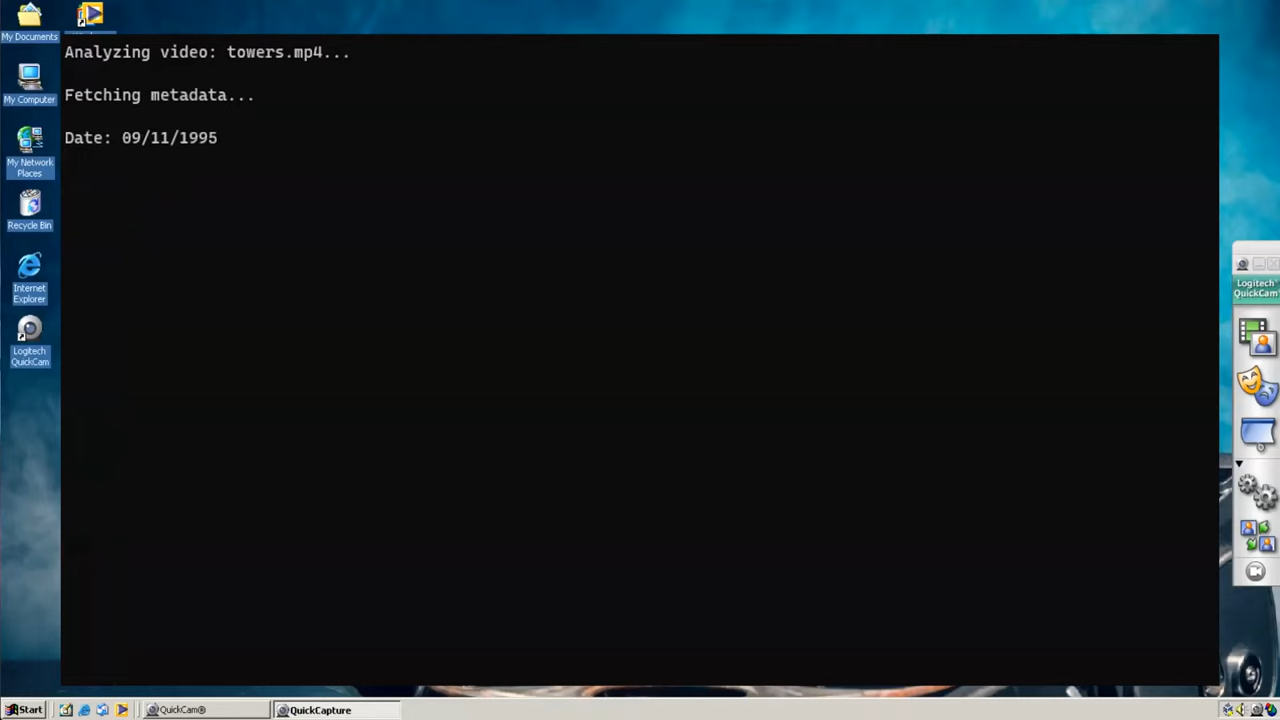 My Documents
Analyzing video: towers.mp4...
Fetching metadata...
Date: 09/11/1995
My Computer
My Network
Places
Recycle Bin
Internet
Explorer
Logitech
QuickCam
Logitech
QuickCam
Start
QuickCam®
QuickCapture